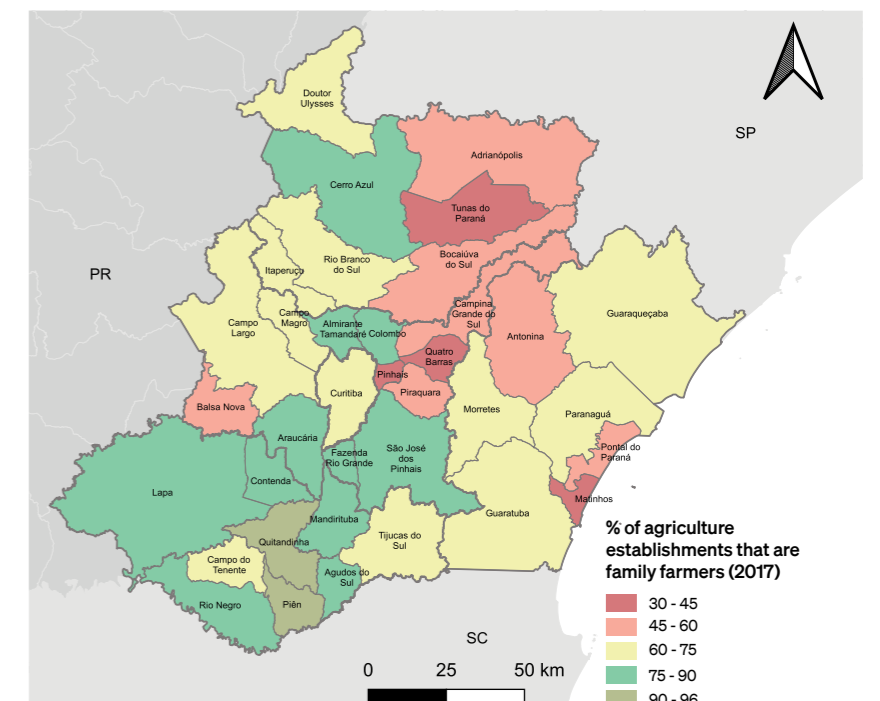 Doutor
Ulysses
SP
Adrianópolis
Cerro Azul
Tunas do
Paraná
Bocaiúva
do Sul
Rio Branco
do Sul
Itaperuçu
PR
Guaraqueçaba
Campina
Grande do
Sul
Campo
Magro
Campo
Largo
Almirante
Tamandaré
Colombo
Antonina
Quatro
Barras
Pinhais
Curitiba
Piraquara
Balsa Nova
Morretes
Paranaguá
Araucária
Pontal do
Paraná
Fazenda
Rio Grande
São José
dos
Pinhais
Contenda
Lapa
Matinhos
Guaratuba
Mandirituba
Quitandinha
Tijucas do
Sul
Campo do
Tenente
Agudos do
Sul
Rio Negro
Piên
SC
% of agriculture
establishments that are
family farmers (2017)
30 - 45
45 - 60
60 - 75
75 - 90
90 - 96
0 25 50 km